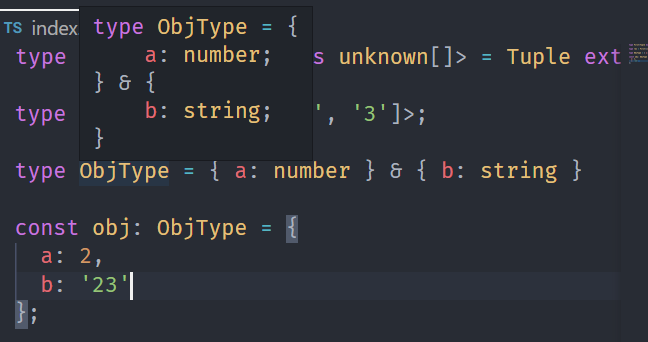 TS index
type ObjType = {
    a: number;
} & {
    b: string;
}
type s unknown[]> = Tuple ext
type ', '3']>;
type ObjType = { a: number } & { b: string }
const obj: ObjType = {
  a: 2,
  b: '23'
};